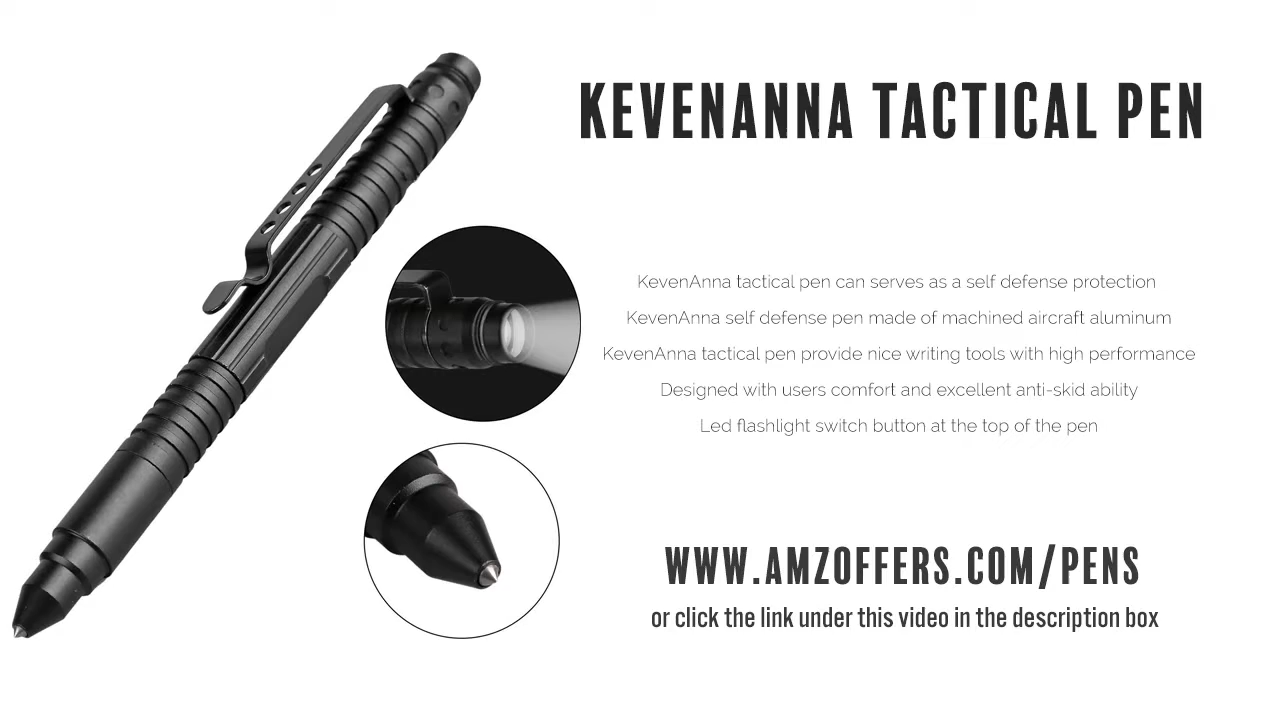 KEVENANNA TACTICAL PEN
KevenAnna tactical pen can serves as a self defense protection
KevenAnna self defense pen made of machined aircraft aluminum
KevenAnna tactical pen provide nice writing tools with high performance
Designed with users comfort and excellent anti-skid ability
Led flashlight switch button at the top of the pen
WWW.AMZOFFERS.COM/PENS
or click the link under this video in the description box